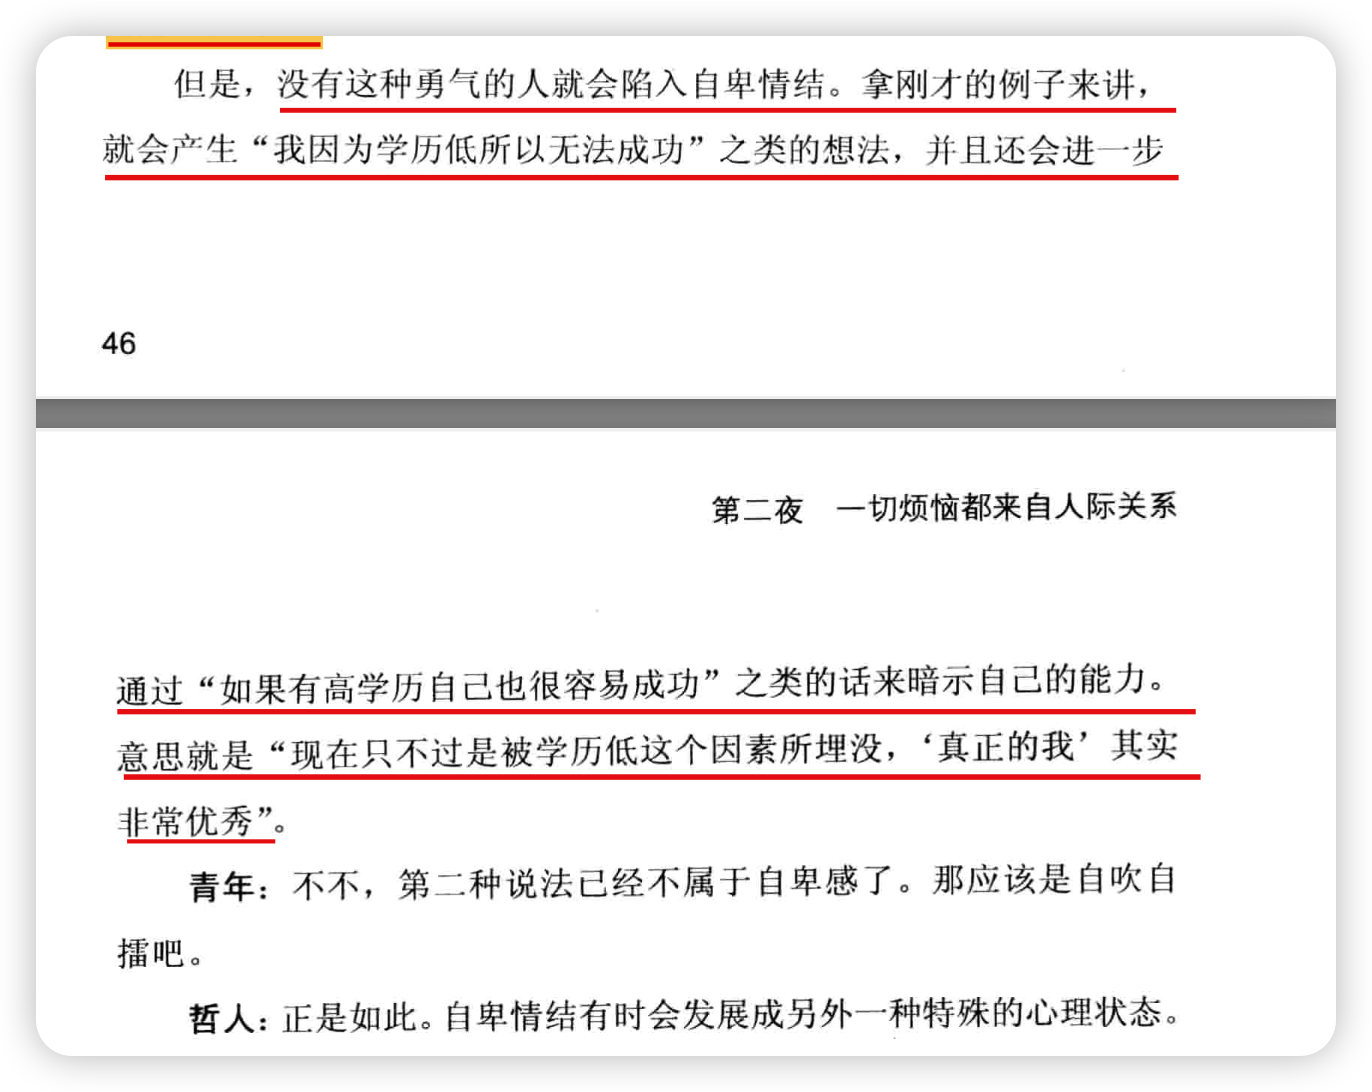 但是，没有这种勇气的人就会陷入自卑情结。拿刚才的例子来讲，
就会产生“我因为学历低所以无法成功”之类的想法，并且还会进一步
46
第二夜　一切烦恼都来自人际关系
通过“如果有高学历自己也很容易成功”之类的话来暗示自己的能力。
意思就是“现在只不过是被学历低这个因素所埋没，‘真正的我’其实
非常优秀”。
青年：不不，第二种说法已经不属于自卑感了。那应该是自吹自
擂吧。
哲人：正是如此。自卑情结有时会发展成另外一种特殊的心理状态。